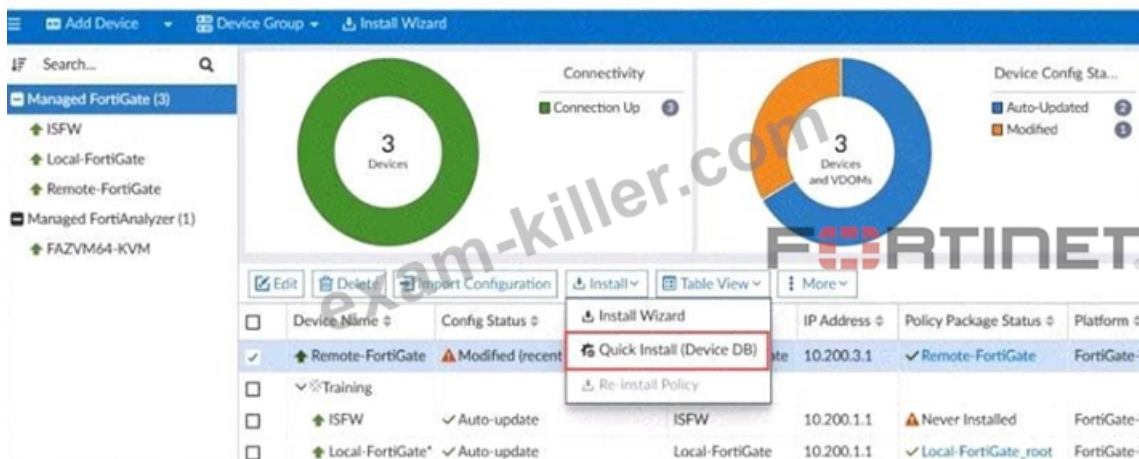 Add Device
Device Group
Install Wizard
Search...
Managed FortiGate (3)
ISFW
Local-FortiGate
Remote-FortiGate
Managed FortiAnalyzer (1)
FAZVM64-KVM
Connectivity
Connection Up 3
3
Devices
Device Config Sta...
Auto-Updated 2
Modified 1
3
Devices
and VDOMs
exam-killer.com
FORTINET
Edit Delete Import Configuration Install Table View More
Install Wizard
Quick Install (Device DB)
Re-install Policy
Device Name Config Status IP Address Policy Package Status Platform
Remote-FortiGate Modified (recent 10.200.3.1 Remote-FortiGate FortiGate-
Training
ISFW Auto-update ISFW 10.200.1.1 Never Installed FortiGate-
Local-FortiGate* Auto-update Local-FortiGate 10.200.1.1 Local-FortiGate_root FortiGate-